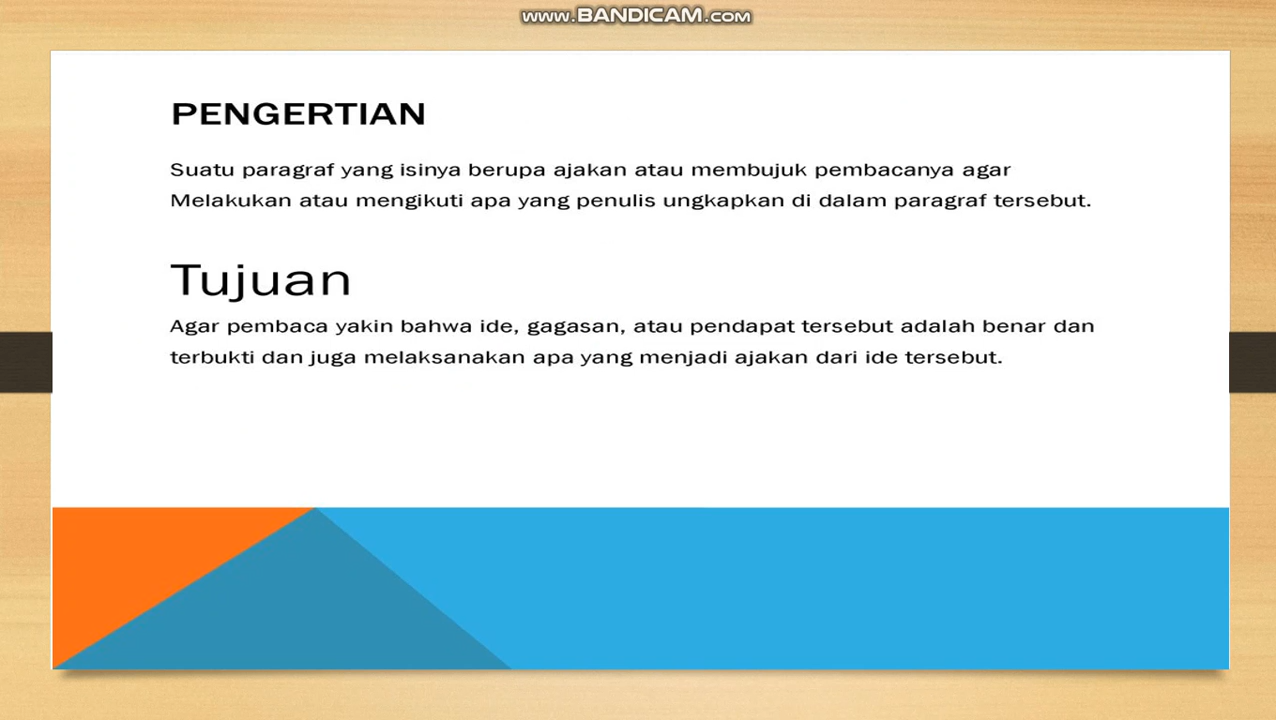 www.BANDICAM.com
PENGERTIAN
Suatu paragraf yang isinya berupa ajakan atau membujuk pembacanya agar
Melakukan atau mengikuti apa yang penulis ungkapkan di dalam paragraf tersebut.
Tujuan
Agar pembaca yakin bahwa ide, gagasan, atau pendapat tersebut adalah benar dan
terbukti dan juga melaksanakan apa yang menjadi ajakan dari ide tersebut.